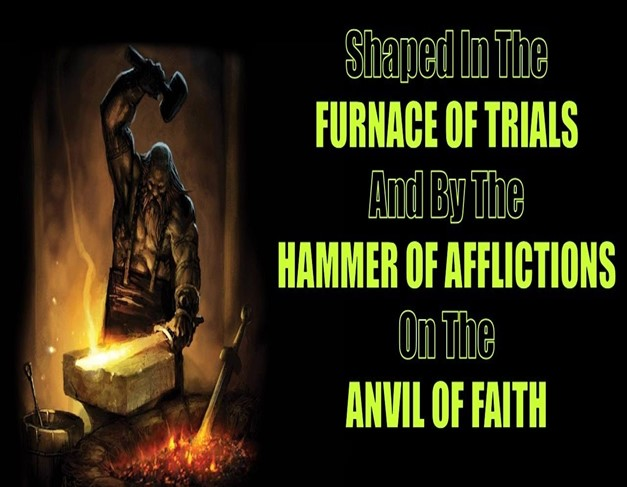 Shaped In The
FURNACE OF TRIALS
And By The
HAMMER OF AFFLICTIONS
On The
ANVIL OF FAITH